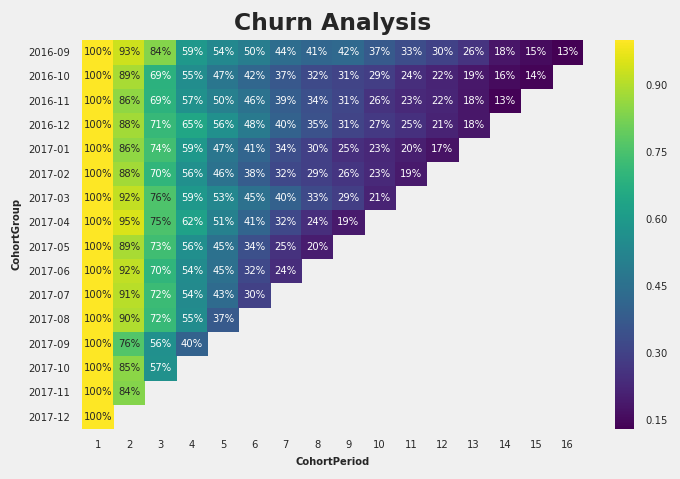 Churn Analysis
CohortGroup
2016-09 100% 93% 84% 59% 54% 50% 44% 41% 42% 37% 33% 30% 26% 18% 15% 13%
2016-10 100% 89% 69% 55% 47% 42% 37% 32% 31% 29% 24% 22% 19% 16% 14%
2016-11 100% 86% 69% 57% 50% 46% 39% 34% 31% 26% 23% 22% 18% 13%
2016-12 100% 88% 71% 65% 56% 48% 40% 35% 31% 27% 25% 21% 18%
2017-01 100% 86% 74% 59% 47% 41% 34% 30% 25% 23% 20% 17%
2017-02 100% 88% 70% 56% 46% 38% 32% 29% 26% 23% 19%
2017-03 100% 92% 76% 59% 53% 45% 40% 33% 29% 21%
2017-04 100% 95% 75% 62% 51% 41% 32% 24% 19%
2017-05 100% 89% 73% 56% 45% 34% 25% 20%
2017-06 100% 92% 70% 54% 45% 32% 24%
2017-07 100% 91% 72% 54% 43% 30%
2017-08 100% 90% 72% 55% 37%
2017-09 100% 76% 56% 40%
2017-10 100% 85% 57%
2017-11 100% 84%
2017-12 100%
1 2 3 4 5 6 7 8 9 10 11 12 13 14 15 16
CohortPeriod
0.90
0.75
0.60
0.45
0.30
0.15